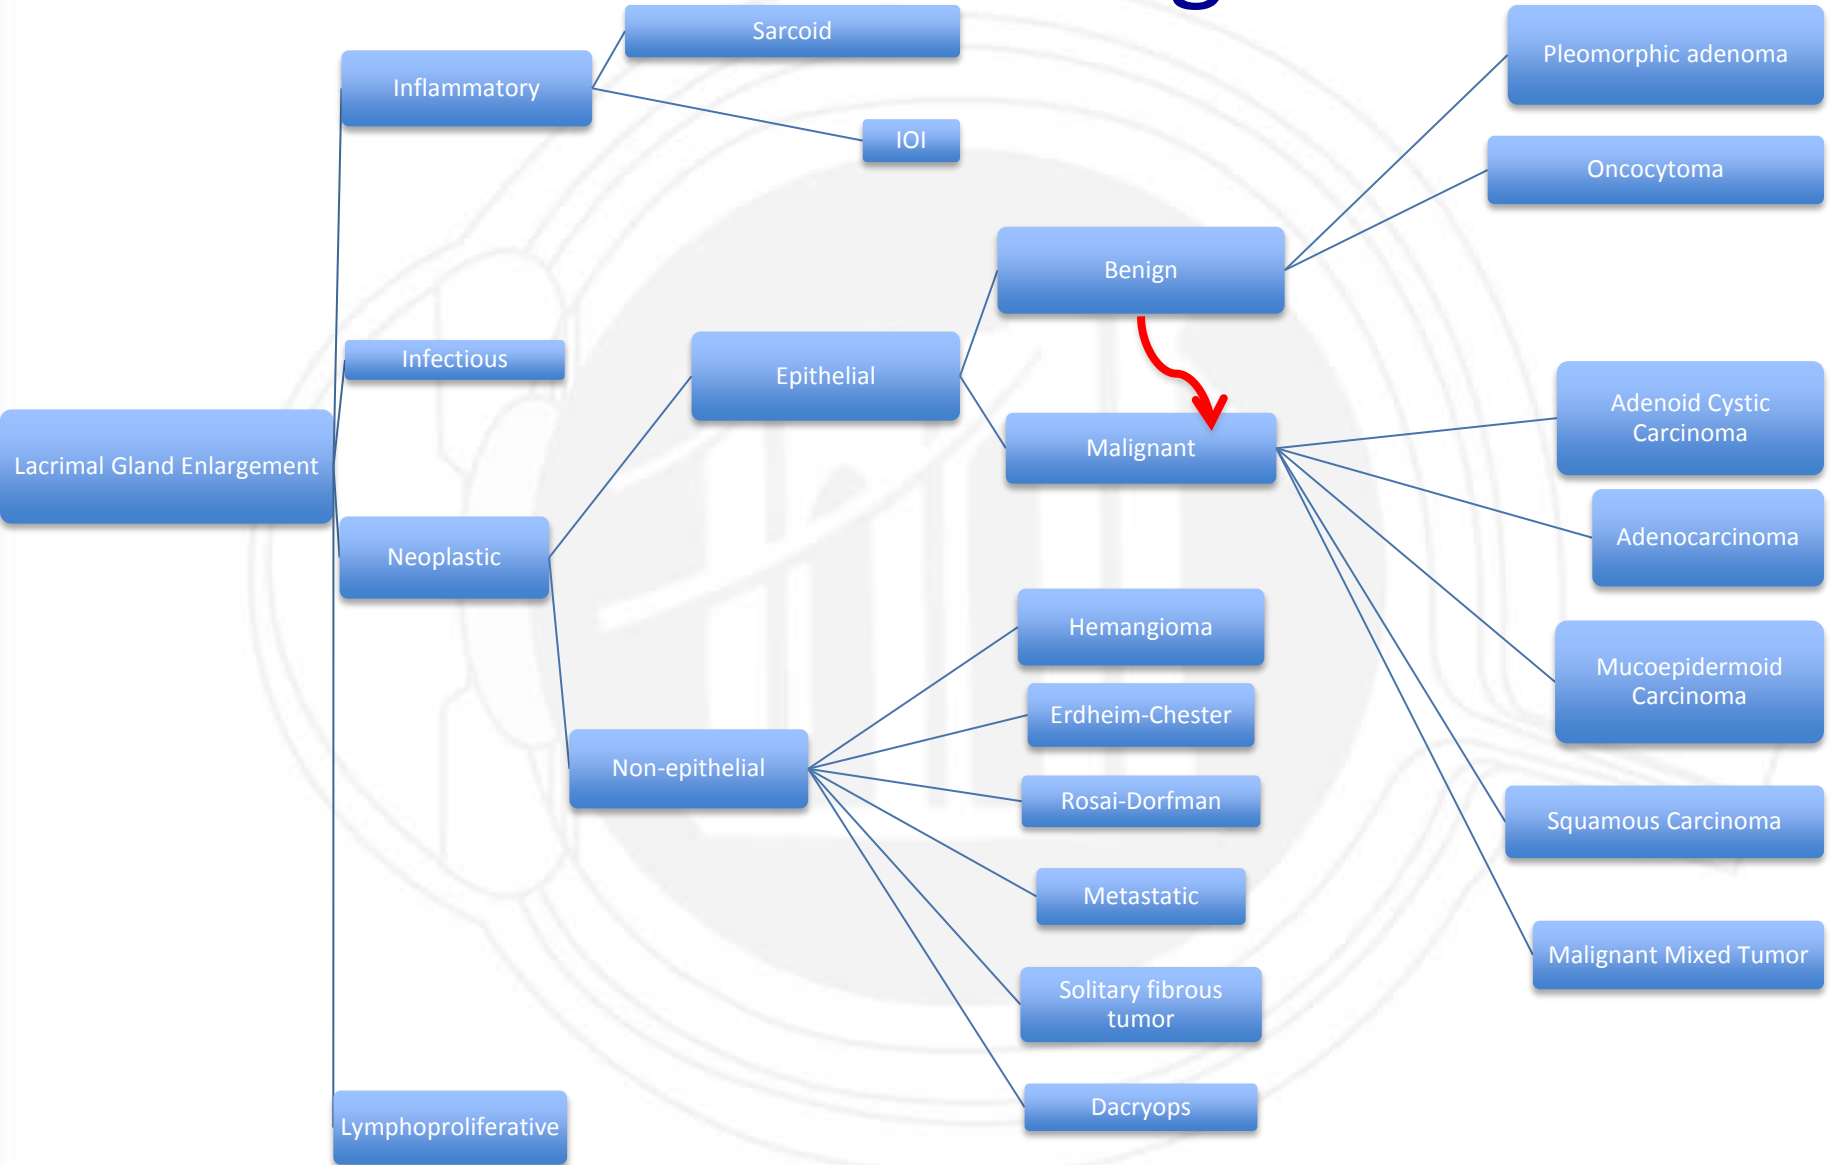 g
Sarcoid
Pleomorphic adenoma
Inflammatory
IOI
Oncocytoma
Benign
Infectious
Epithelial
Adenoid Cystic
Carcinoma
Malignant
Lacrimal Gland Enlargement
Adenocarcinoma
Neoplastic
Hemangioma
Mucoepidermoid
Carcinoma
Erdheim-Chester
Non-epithelial
Rosai-Dorfman
Squamous Carcinoma
Metastatic
Malignant Mixed Tumor
Solitary fibrous
tumor
Dacryops
Lymphoproliferative